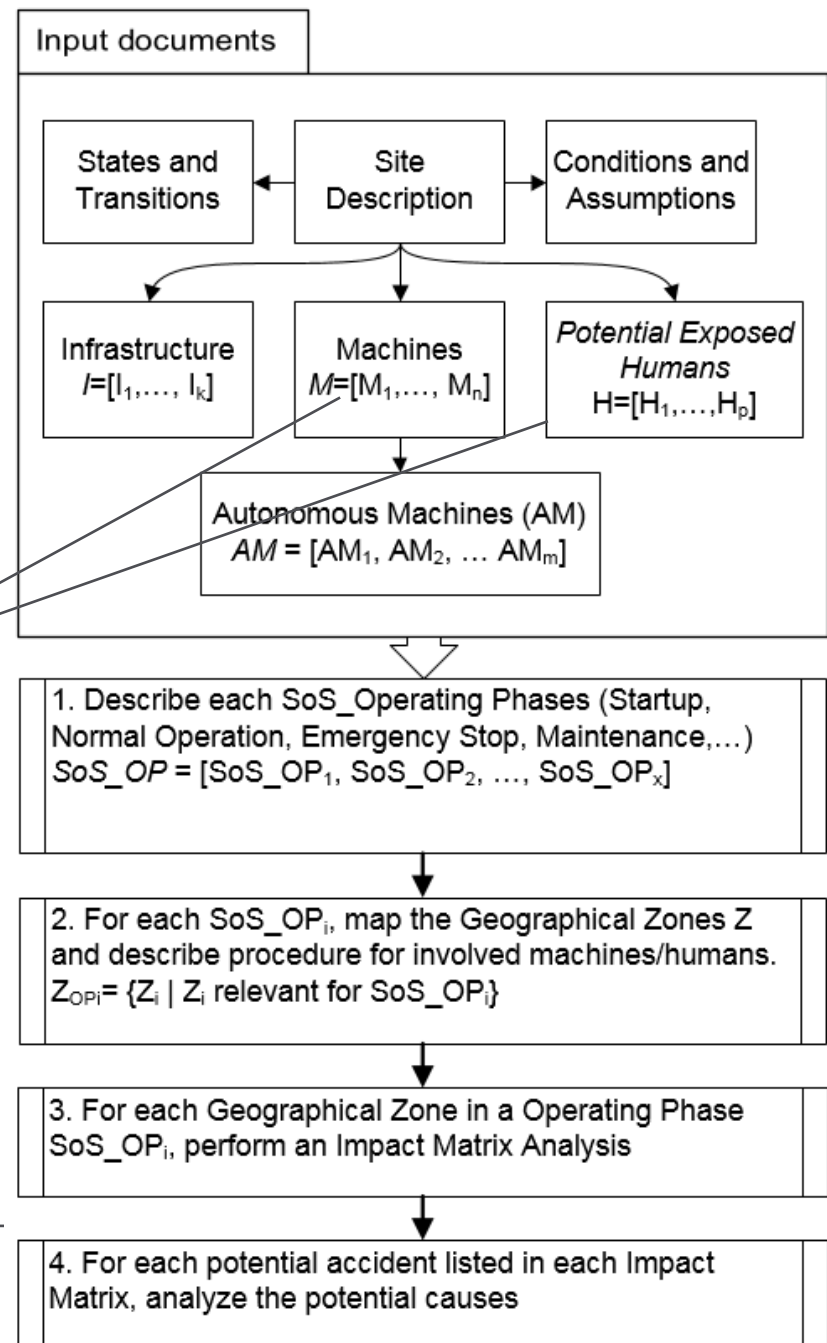 Input documents
States and
Transitions
Site
Description
Conditions and
Assumptions
Infrastructure
I=[I₁,…, Iₖ]
Machines
M=[M₁,…, Mₙ]
Potential Exposed
Humans
H=[H₁,…,Hₚ]
Autonomous Machines (AM)
AM = [AM₁, AM₂, … AMₘ]
1. Describe each SoS_Operating Phases (Startup,
Normal Operation, Emergency Stop, Maintenance,…)
SoS_OP = [SoS_OP₁, SoS_OP₂, …, SoS_OPₓ]
2. For each SoS_OPᵢ, map the Geographical Zones Z
and describe procedure for involved machines/humans.
Z_OPi= {Zᵢ | Zᵢ relevant for SoS_OPᵢ}
3. For each Geographical Zone in a Operating Phase
SoS_OPᵢ, perform an Impact Matrix Analysis
4. For each potential accident listed in each Impact
Matrix, analyze the potential causes